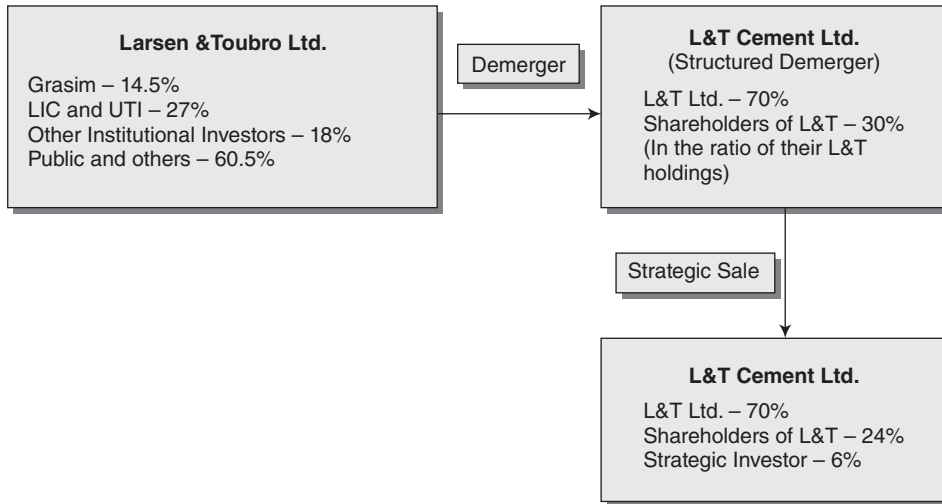 Larsen &Toubro Ltd.
Grasim – 14.5%
LIC and UTI – 27%
Other Institutional Investors – 18%
Public and others – 60.5%
Demerger
L&T Cement Ltd.
(Structured Demerger)
L&T Ltd. – 70%
Shareholders of L&T – 30%
(In the ratio of their L&T
holdings)
Strategic Sale
L&T Cement Ltd.
L&T Ltd. – 70%
Shareholders of L&T – 24%
Strategic Investor – 6%